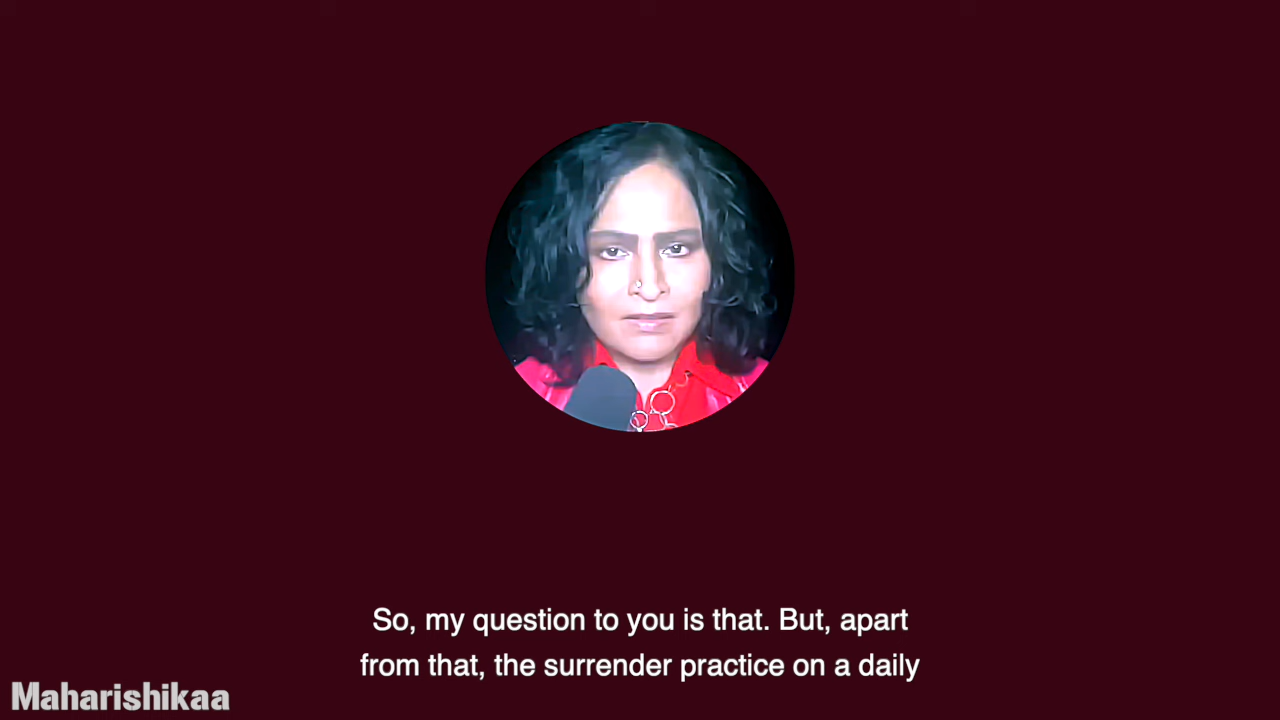 So, my question to you is that. But, apart
from that, the surrender practice on a daily
Maharishikaa